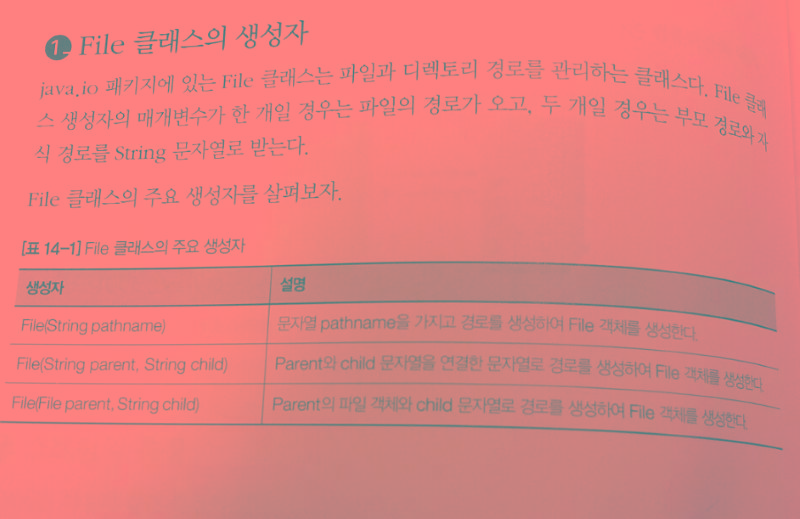 1 File 클래스의 생성자
java.io 패키지에 있는 File 클래스는 파일과 디렉토리 경로를 관리하는 클래스다. File 클래
스 생성자의 매개변수가 한 개일 경우는 파일의 경로가 오고, 두 개일 경우는 부모 경로와 자
식 경로를 String 문자열로 받는다.
File 클래스의 주요 생성자를 살펴보자.
[표 14-1] File 클래스의 주요 생성자
생성자 설명
File(String pathname) 문자열 pathname을 가지고 경로를 생성하여 File 객체를 생성한다.
File(String parent, String child) Parent와 child 문자열을 연결한 문자열로 경로를 생성하여 File 객체를 생성한다.
File(File parent, String child) Parent의 파일 객체와 child 문자열로 경로를 생성하여 File 객체를 생성한다.